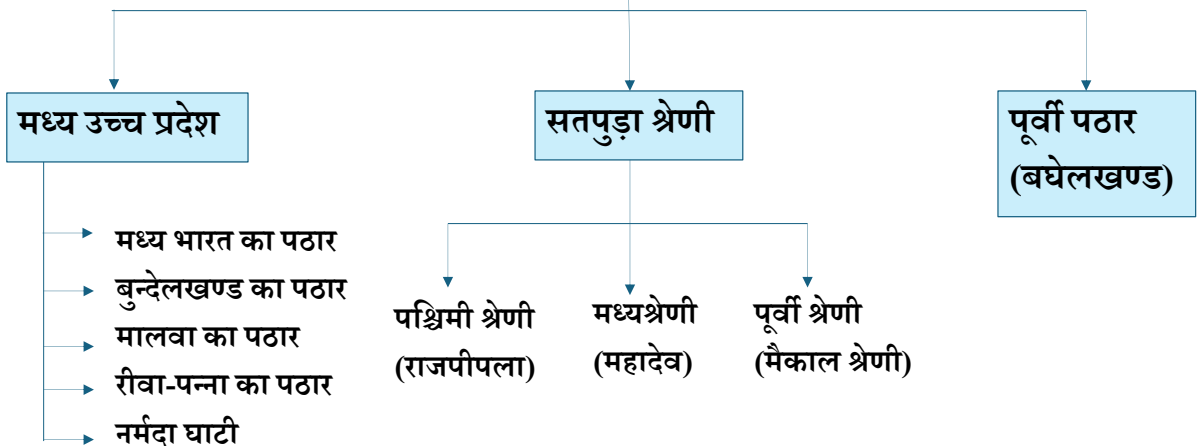 मध्य उच्च प्रदेश
मध्य भारत का पठार
बुन्देलखण्ड का पठार
मालवा का पठार
रीवा-पन्ना का पठार
नर्मदा घाटी
सतपुड़ा श्रेणी
पश्चिमी श्रेणी
(राजपीपला)
मध्यश्रेणी
(महादेव)
पूर्वी श्रेणी
(मैकाल श्रेणी)
पूर्वी पठार
(बघेलखण्ड)